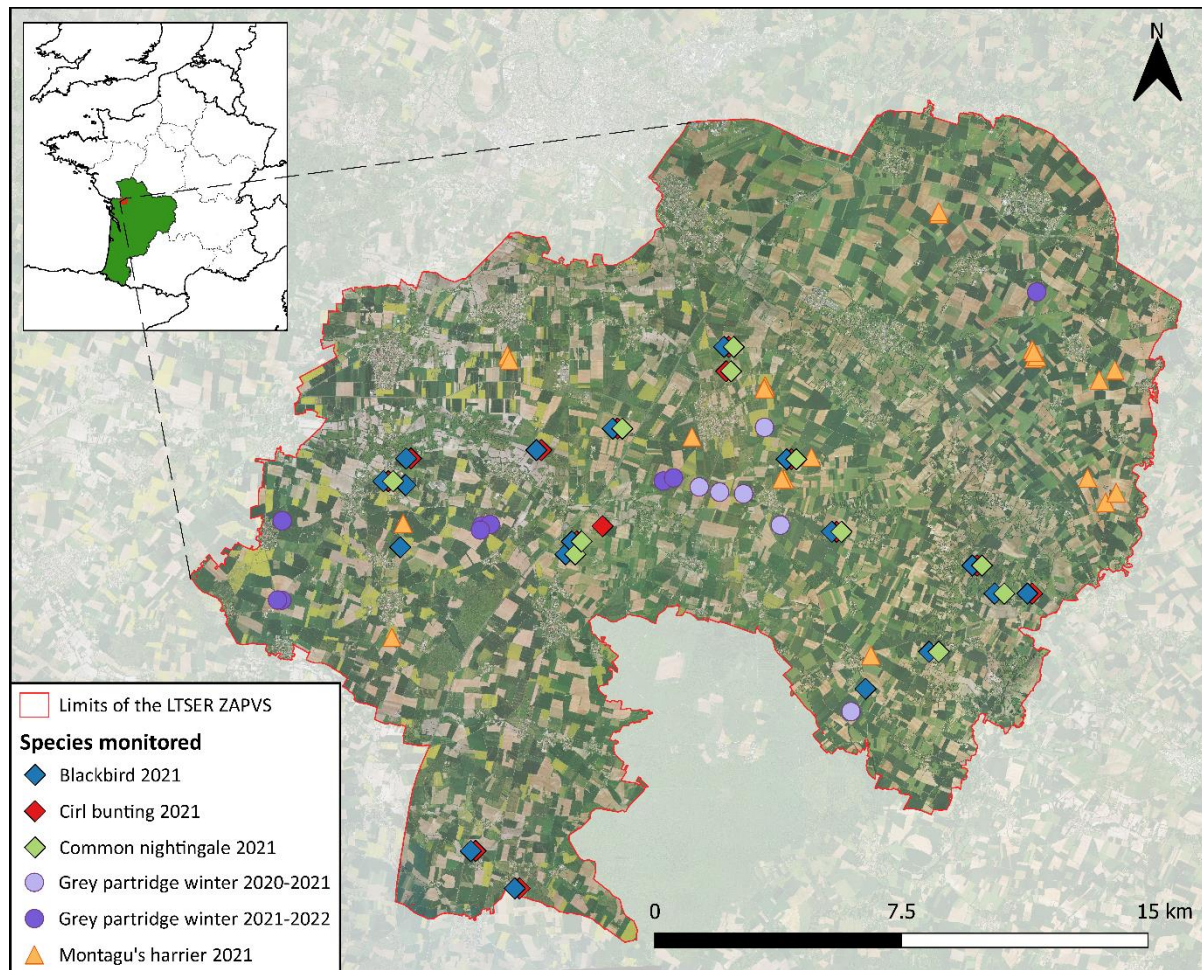 N
Limits of the LTSER ZAPVS
Species monitored
Blackbird 2021
Cirl bunting 2021
Common nightingale 2021
Grey partridge winter 2020-2021
Grey partridge winter 2021-2022
Montagu's harrier 2021
0 7.5 15 km